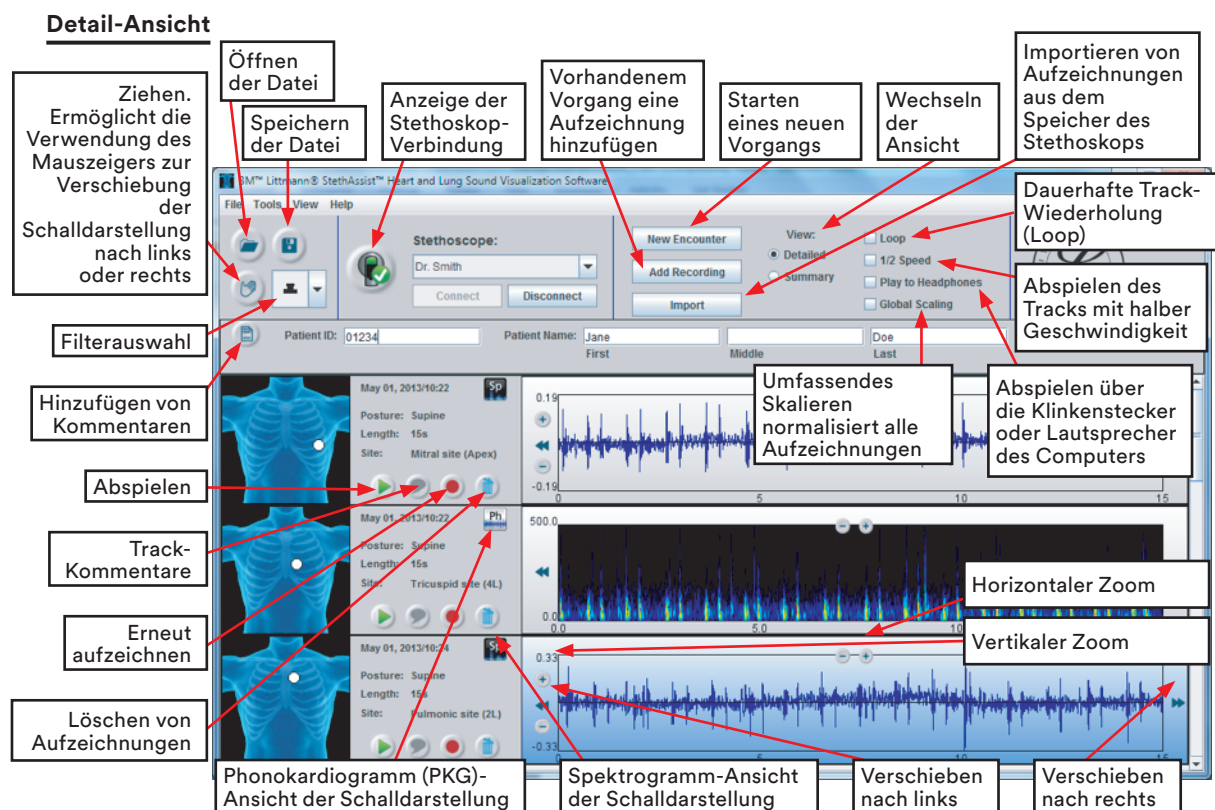 Detail-Ansicht
Ziehen.
Ermöglicht die
Verwendung des
Mauszeigers zur
Verschiebung
der
Schalldarstellung
nach links
oder rechts
Öffnen
der Datei
Speichern
der Datei
Anzeige der
Stethoskop-
Verbindung
Vorhandenem
Vorgang eine
Aufzeichnung
hinzufügen
Starten
eines neuen
Vorgangs
Wechseln
der
Ansicht
Importieren von
Aufzeichnungen
aus dem
Speicher des
Stethoskops
Dauerhafte Track-
Wiederholung
(Loop)
Abspielen des
Tracks mit halber
Geschwindigkeit
Abspielen über
die Klinkenstecker
oder Lautsprecher
des Computers
Umfassendes
Skalieren
normalisiert alle
Aufzeichnungen
Filterauswahl
Hinzufügen von
Kommentaren
Abspielen
Track-
Kommentare
Erneut
aufzeichnen
Löschen von
Aufzeichnungen
Phonokardiogramm (PKG)-
Ansicht der Schalldarstellung
Spektrogramm-Ansicht
der Schalldarstellung
Verschieben
nach links
Verschieben
nach rechts
Horizontaler Zoom
Vertikaler Zoom
3M™ Littmann® StethAssist™ Heart and Lung Sound Visualization Software
File Tools View Help
Stethoscope:
Dr. Smith
Connect Disconnect
New Encounter
Add Recording
Import
View:
Detailed
Summary
Loop
1/2 Speed
Play to Headphones
Global Scaling
Patient ID: 01234 Patient Name: Jane Doe
First Middle Last
May 01, 2013/10:22 Sp
Posture: Supine
Length: 15s
Site: Mitral site (Apex)
0.19
-0.19
0 5 10 15
May 01, 2013/10:22 Ph
Posture: Supine
Length: 15s
Site: Tricuspid site (4L)
500.0
0.0
0.0 5.0
May 01, 2013/10:24 Sp
Posture: Supine
Length: 15s
Site: Pulmonic site (2L)
0.33
-0.33
0 5 10 15